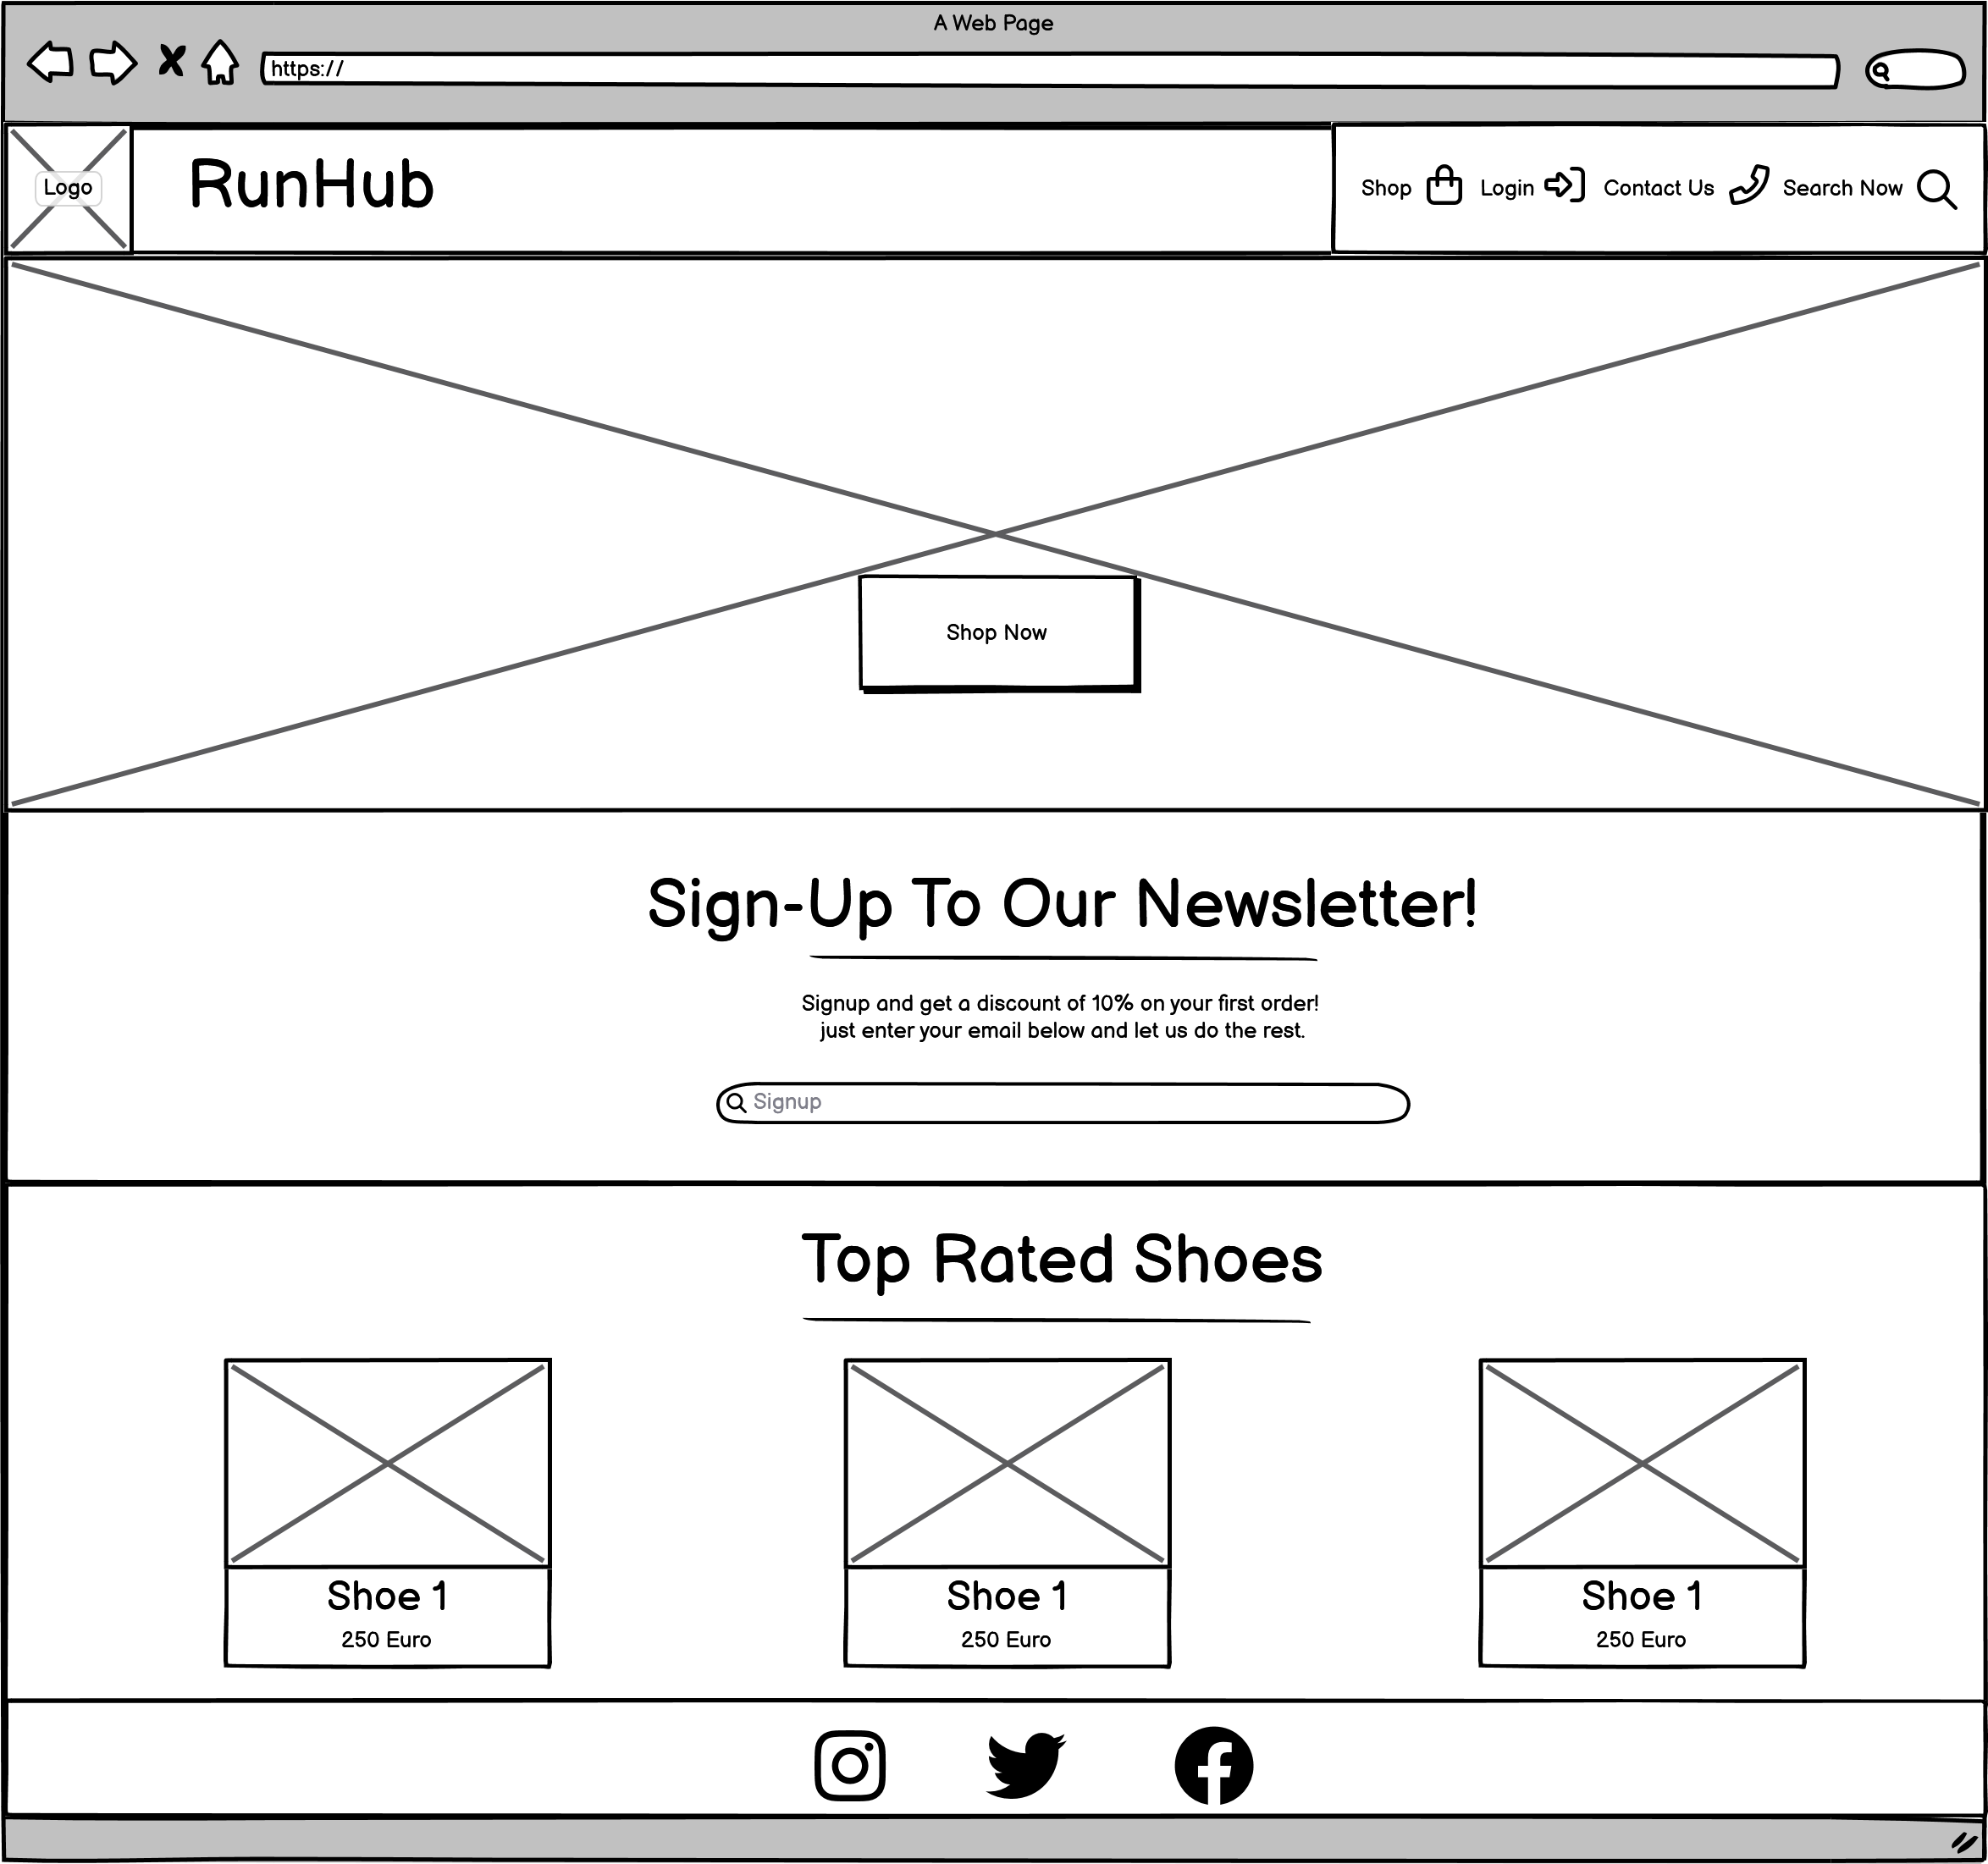 A Web Page
https://
Logo
RunHub
Shop Login Contact Us Search Now
Shop Now
Sign-Up To Our Newsletter!
Signup and get a discount of 10% on your first order!
just enter your email below and let us do the rest.
Signup
Top Rated Shoes
Shoe 1
250 Euro
Shoe 1
250 Euro
Shoe 1
250 Euro